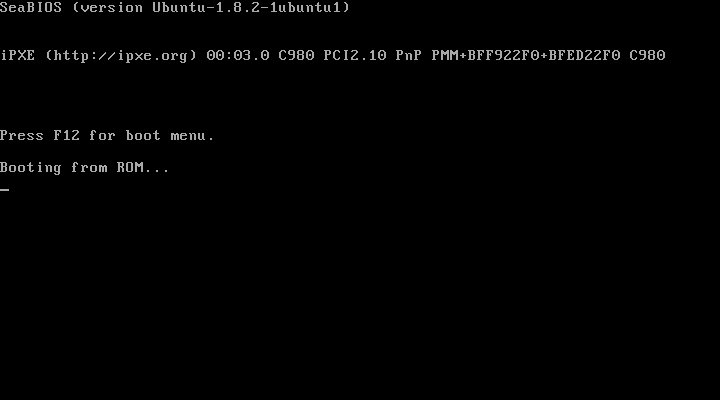 SeaBIOS (version Ubuntu-1.8.2-1ubuntu1)
iPXE (http://ipxe.org) 00:03.0 C980 PCI2.10 PnP PMM+BFF922F0+BFED22F0 C980
Press F12 for boot menu.
Booting from ROM...